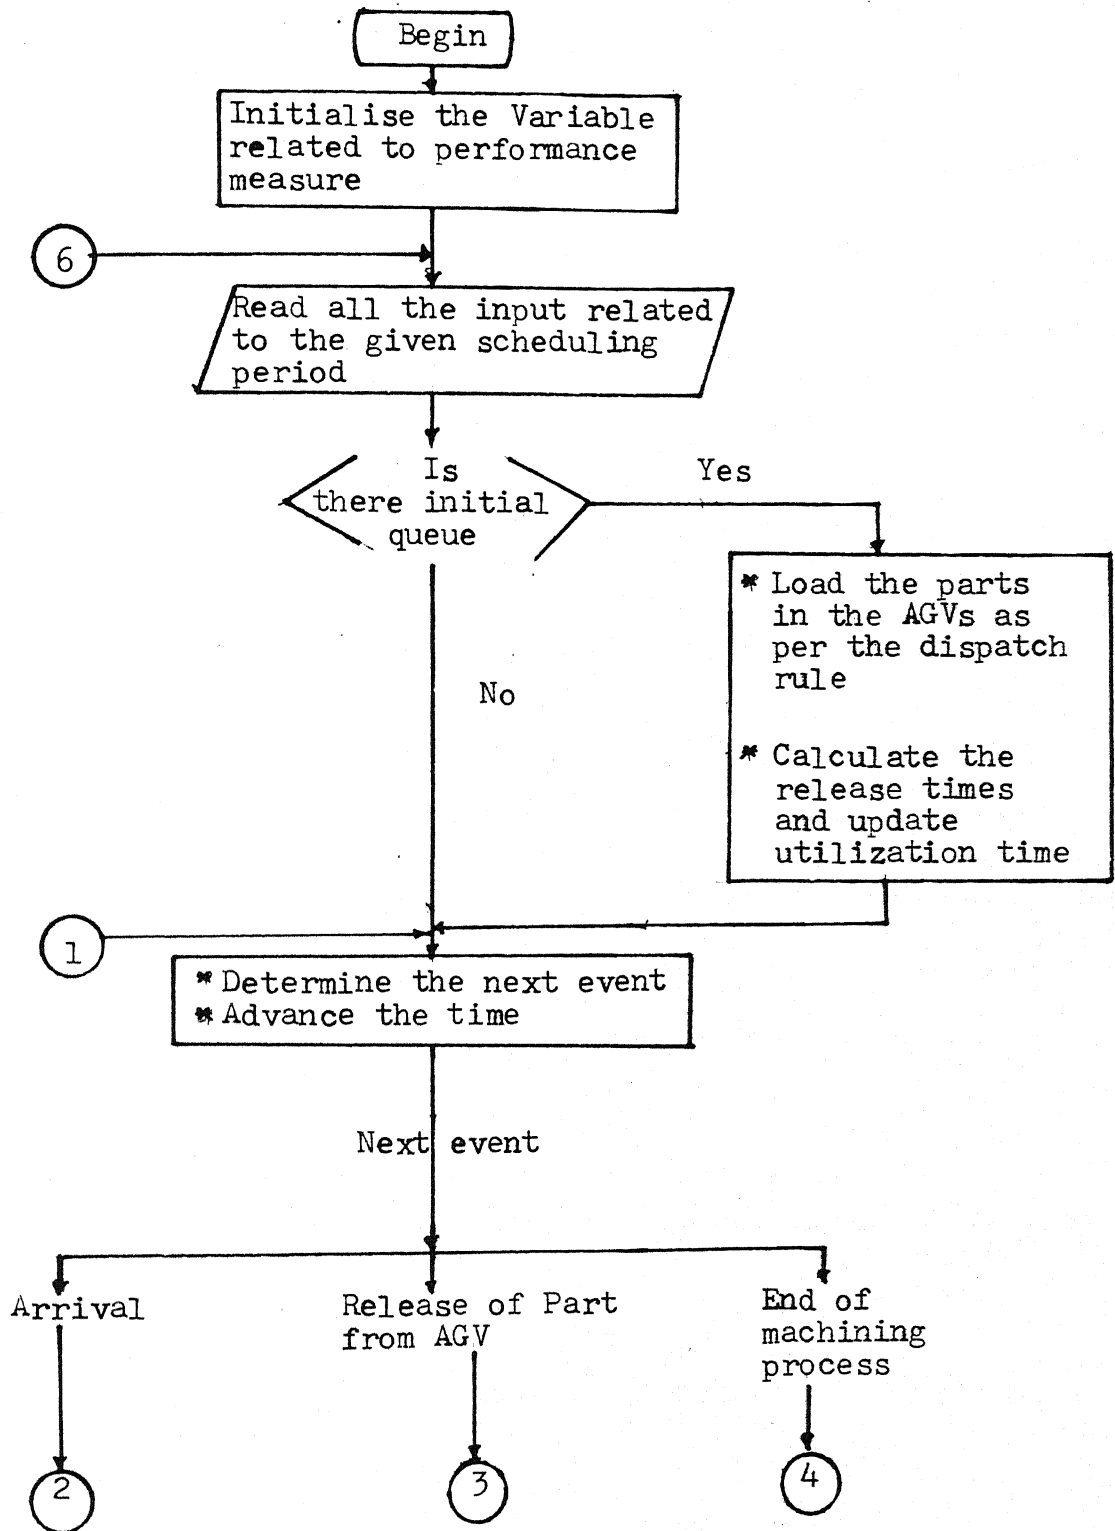 Begin
Initialise the Variable
related to performance
measure
6
Read all the input related
to the given scheduling
period
Is
there initial
queue
Yes
* Load the parts
in the AGVs as
per the dispatch
rule
No
* Calculate the
release times
and update
utilization time
1
* Determine the next event
* Advance the time
Next event
Arrival
Release of Part
from AGV
End of
machining
process
2
3
4